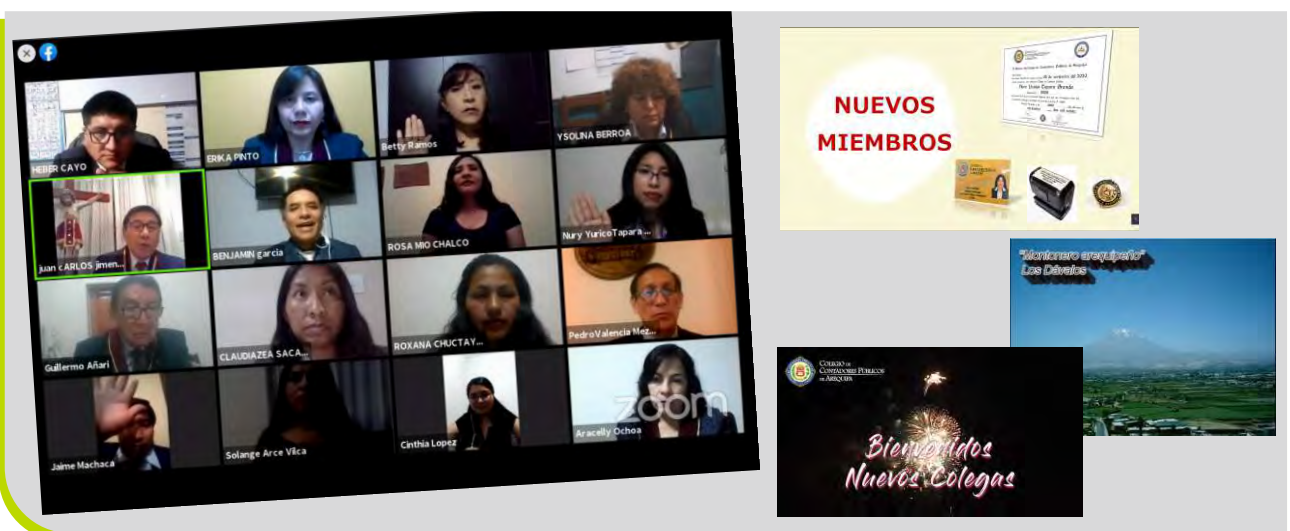 HEBER CAYO
ERIKA PINTO
Betty Ramos
YSOLINA BERROA
juan cARLOS jimen...
BENJAMIN garcia
ROSA MIO CHALCO
Nury YuricoTapara ...
Guillermo Añari
CLAUDIAZEA SACA...
ROXANA CHUCTAY...
PedroValencia Mez...
Jaime Machaca
Solange Arce Vilca
Cinthia Lopez
Aracelly Ochoa
zoom
NUEVOS
MIEMBROS
"Montonero arequipeño"
Los Dávalos
COLEGIO DE
CONTADORES PÚBLICOS
DE AREQUIPA
Bienvenidos
Nuevos Colegas